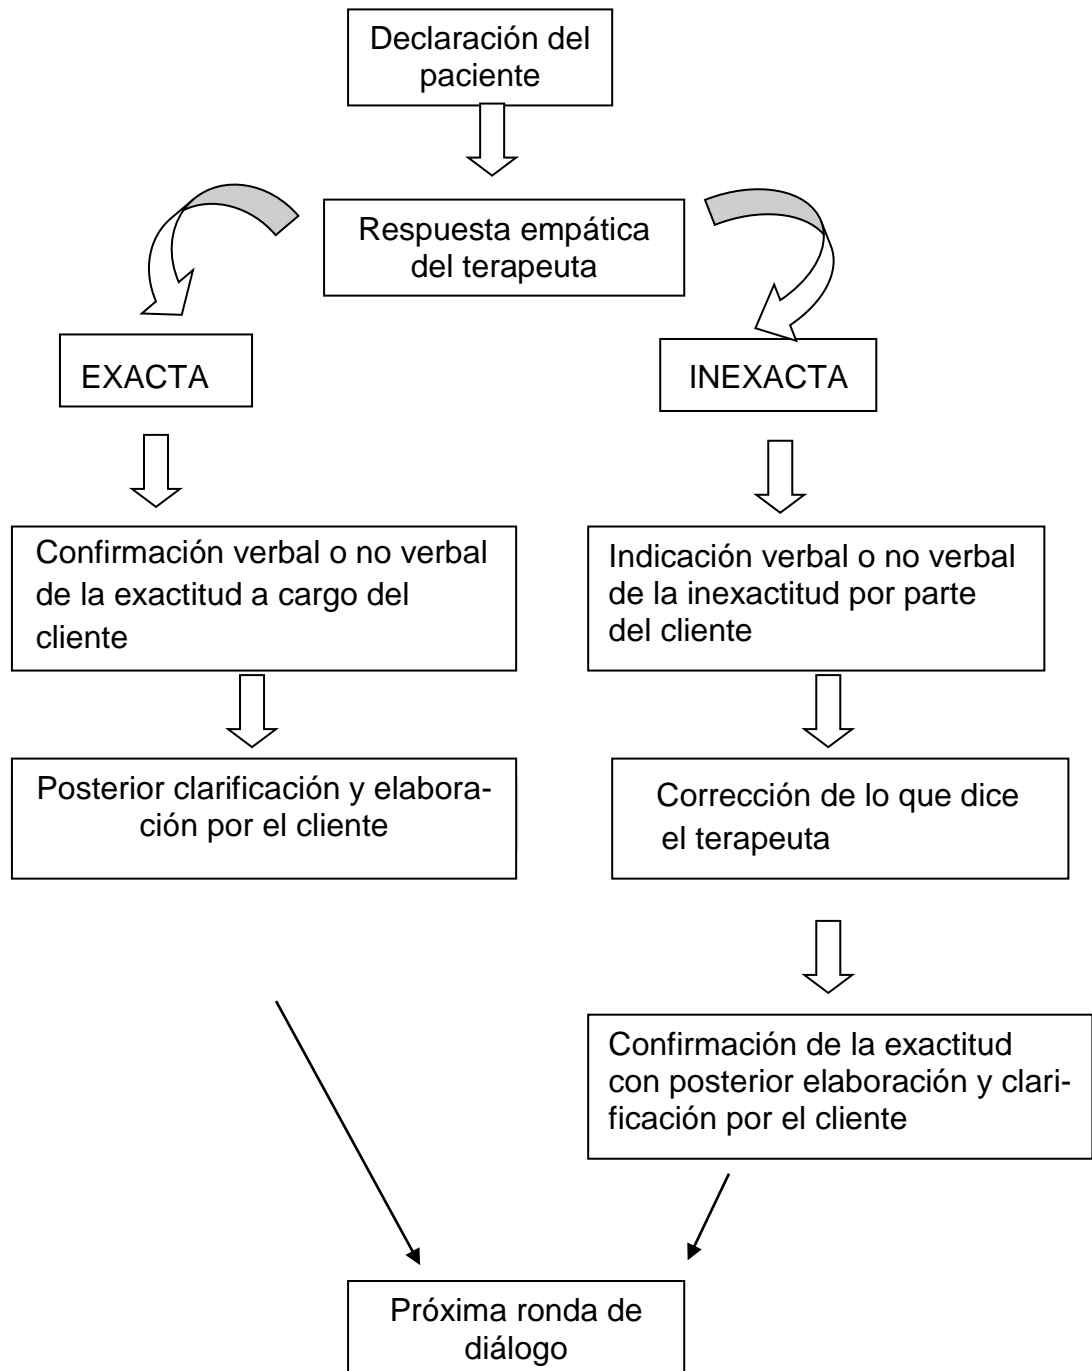 Declaración del
paciente
Respuesta empática
del terapeuta
EXACTA
INEXACTA
Confirmación verbal o no verbal
de la exactitud a cargo del
cliente
Indicación verbal o no verbal
de la inexactitud por parte
del cliente
Posterior clarificación y elabora-
ción por el cliente
Corrección de lo que dice
el terapeuta
Confirmación de la exactitud
con posterior elaboración y clari-
ficación por el cliente
Próxima ronda de
diálogo